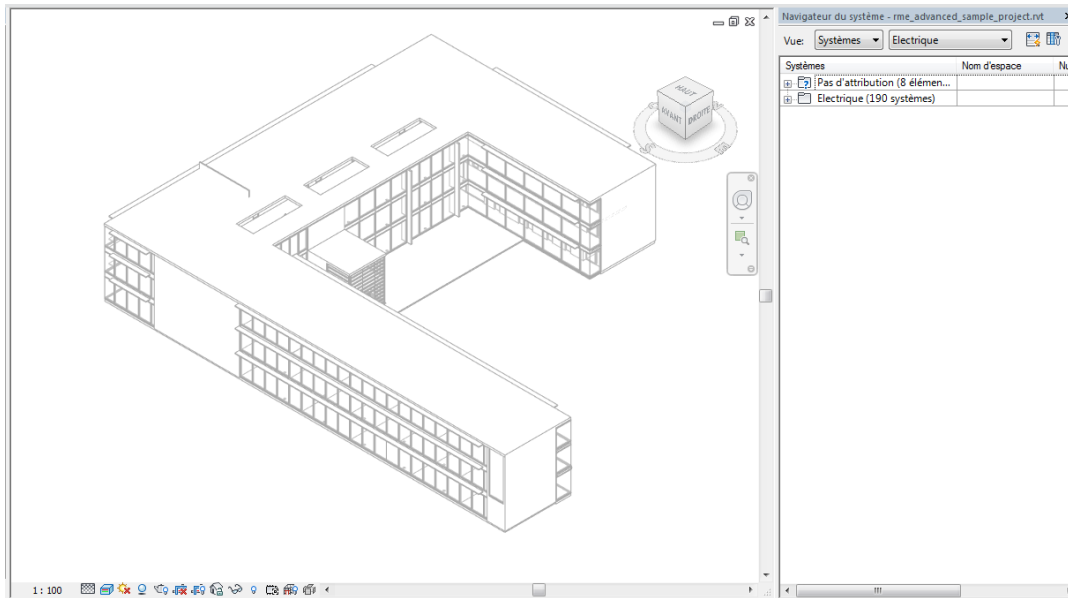 Navigateur du système - rme_advanced_sample_project.rvt
Vue: Systèmes Electrique
Systèmes Nom d'espace Nu
Pas d'attribution (8 élémen...
Electrique (190 systèmes)
HAUT
AVANT DROITE
1 : 100